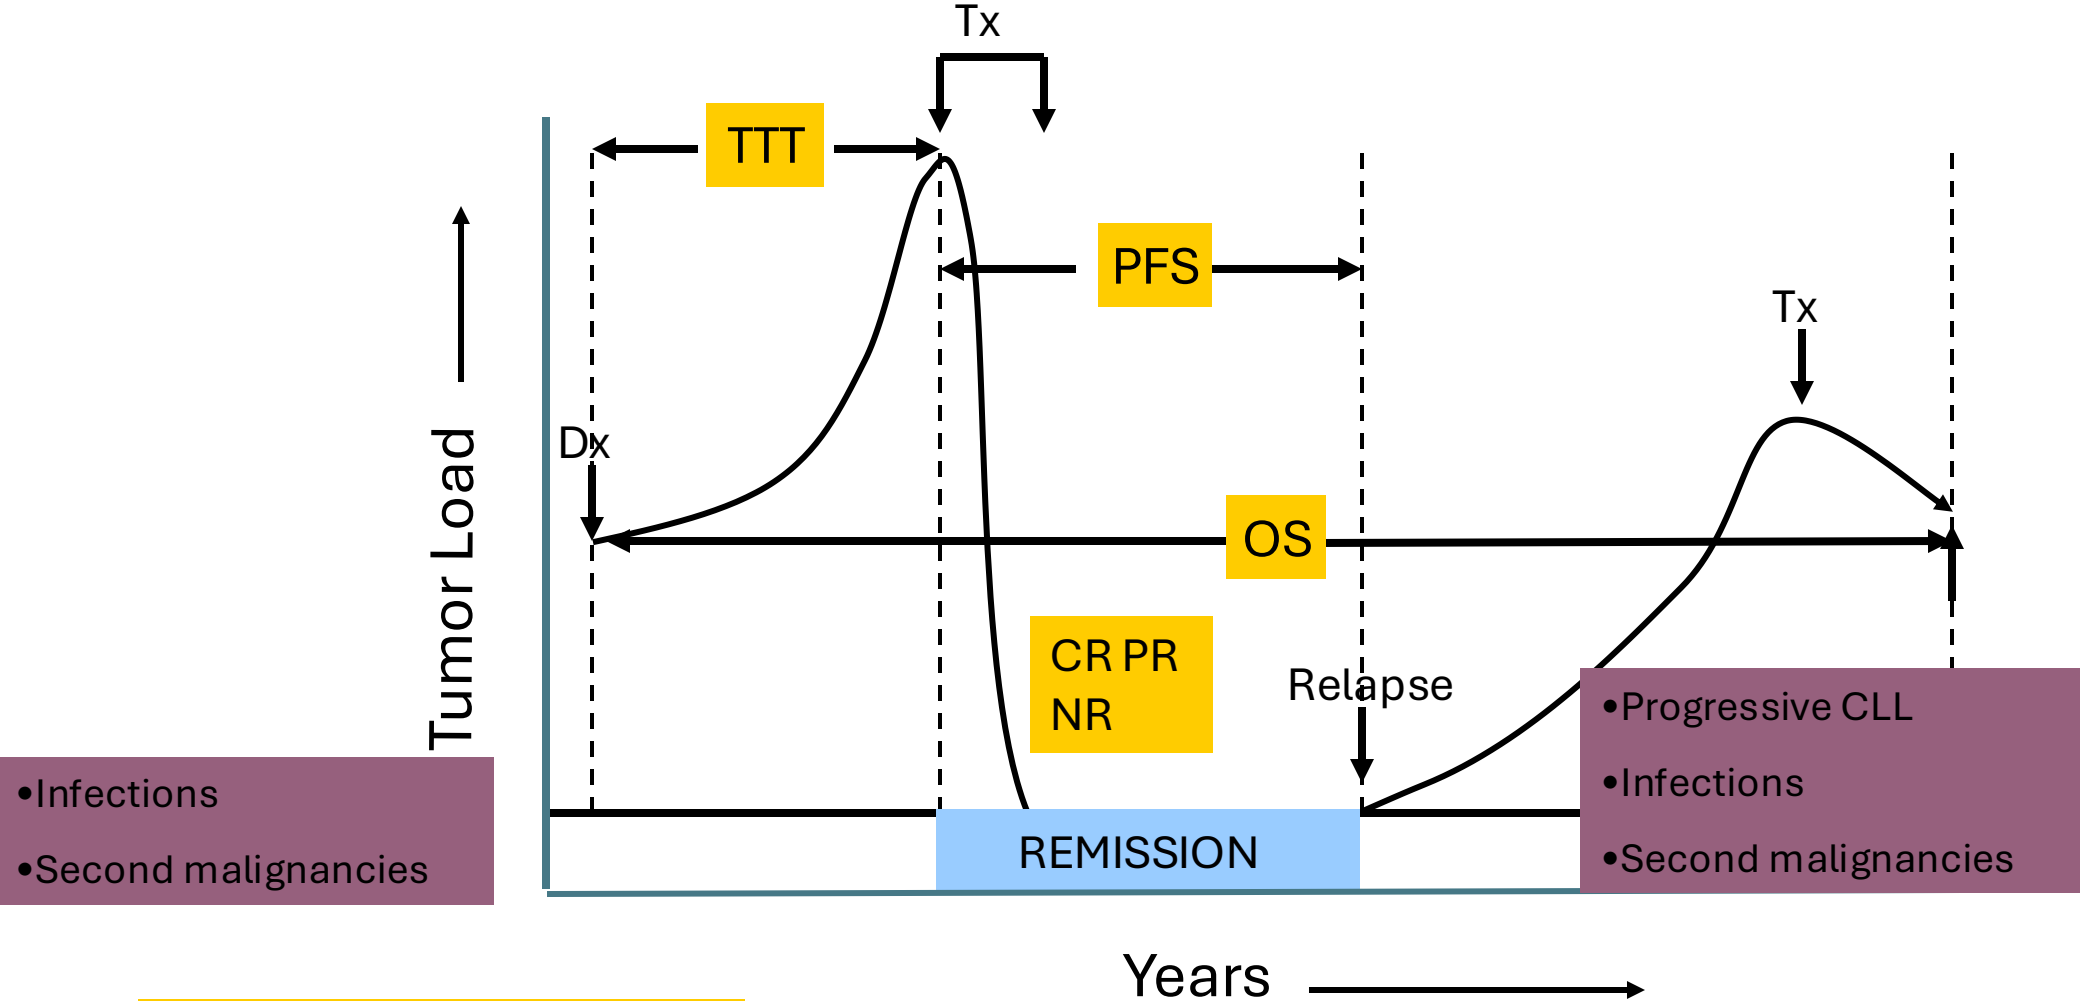 Tx
TTT
PFS
Tx
Dx
OS
Tumor Load
CR PR
NR
Relapse
•Progressive CLL
•Infections
•Second malignancies
•Infections
•Second malignancies
REMISSION
Years